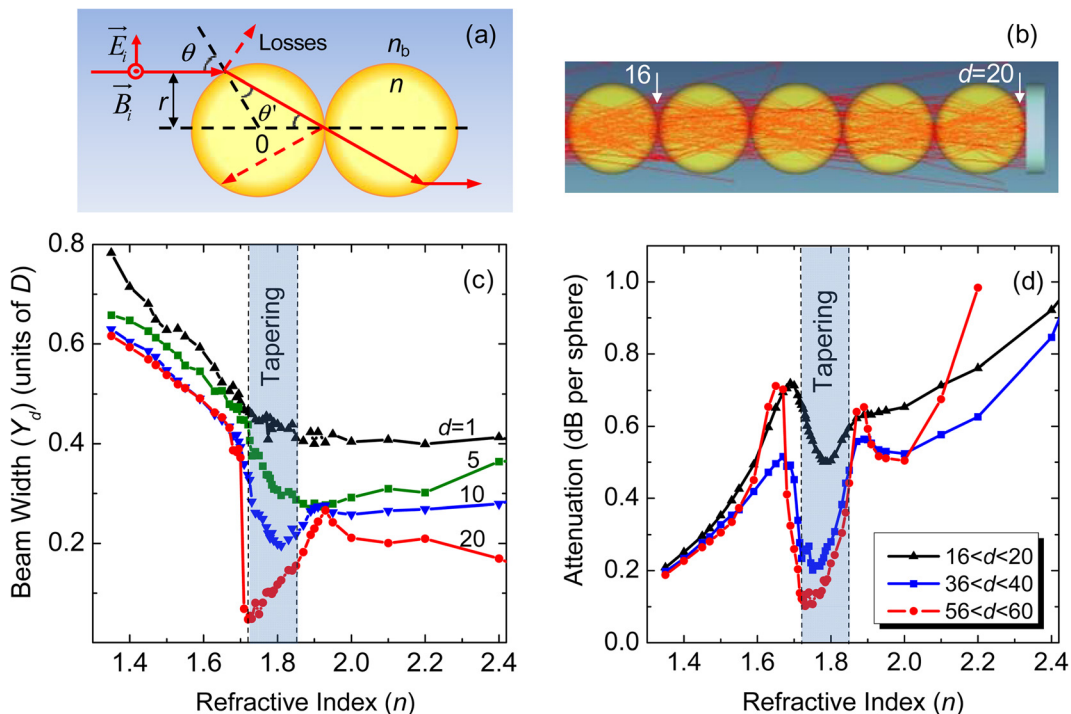 (a)
E⃗ᵢ
θ
Losses
n_b
n
B⃗ᵢ
r
θ'
0
(b)
16
d=20
(c)
Beam Width (Y_d) (units of D)
0.8
0.6
0.4
0.2
Tapering
d=1
5
10
20
1.4 1.6 1.8 2.0 2.2 2.4
Refractive Index (n)
(d)
Attenuation (dB per sphere)
1.0
0.8
0.6
0.4
0.2
0.0
Tapering
16<d<20
36<d<40
56<d<60
1.4 1.6 1.8 2.0 2.2 2.4
Refractive Index (n)